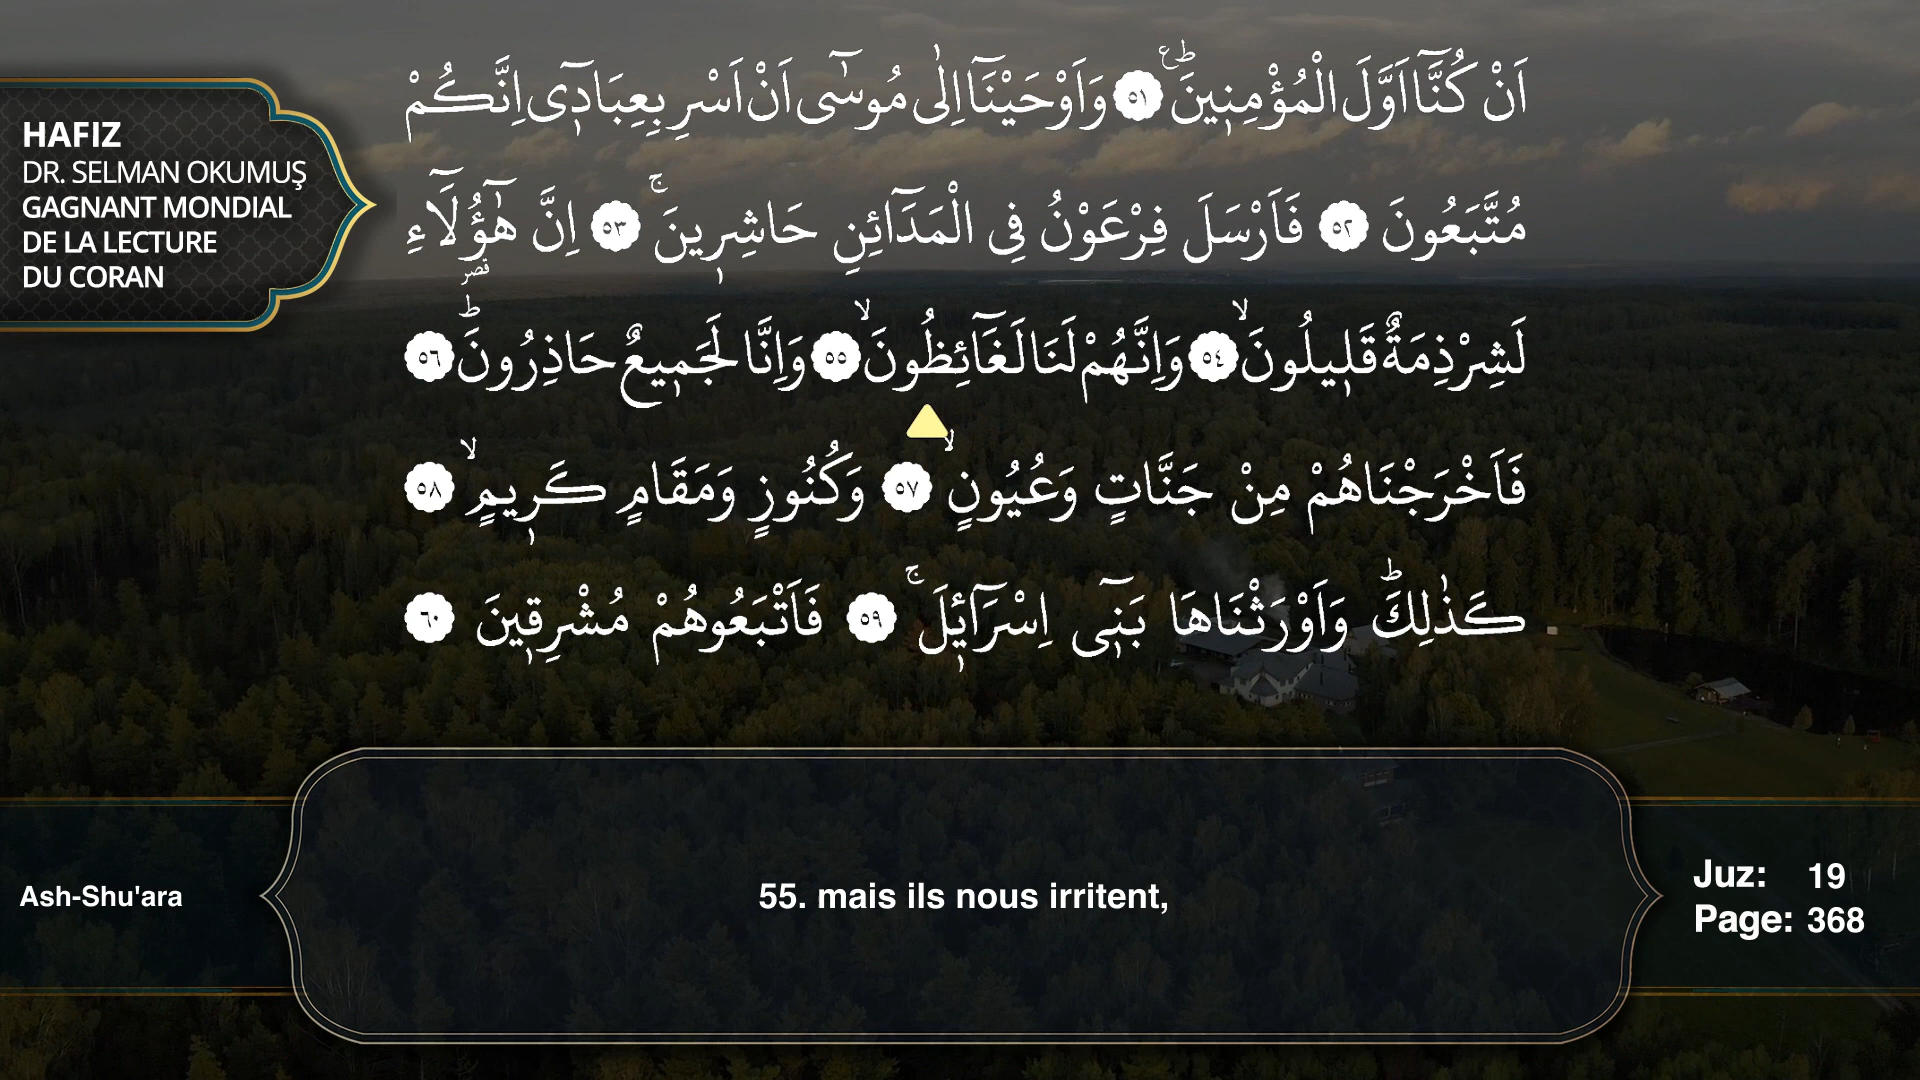 اَنْ كُنَّٓا اَوَّلَ الْمُؤْمِنٖينَؕ ع ﴿٥١﴾ وَاَوْحَيْنَٓا اِلٰى مُوسٰٓى اَنْ اَسْرِ بِعِبَادٖٓى اِنَّكُمْ
مُتَّبَعُونَ ﴿٥٢﴾ فَاَرْسَلَ فِرْعَوْنُ فِى الْمَدَٓائِنِ حَاشِرٖينَۚ ﴿٥٣﴾ اِنَّ هٰٓؤُ۬لَٓاءِ
قصر
لَشِرْذِمَةٌ قَلٖيلُونَۙ ﴿٥٤﴾ وَاِنَّهُمْ لَنَا لَغَٓائِظُونَۙ ﴿٥٥﴾ وَاِنَّا لَجَمٖيعٌ حَاذِرُونَؕ ﴿٥٦﴾
فَاَخْرَجْنَاهُمْ مِنْ جَنَّاتٍ وَعُيُونٍۙ ﴿٥٧﴾ وَكُنُوزٍ وَمَقَامٍ كَرٖيمٍۙ ﴿٥٨﴾
كَذٰلِكَؕ وَاَوْرَثْنَاهَا بَنٖٓى اِسْرَٓائٖلَۚ ﴿٥٩﴾ فَاَتْبَعُوهُمْ مُشْرِقٖينَ ﴿٦٠﴾
HAFIZ
DR. SELMAN OKUMUŞ
GAGNANT MONDIAL
DE LA LECTURE
DU CORAN
Ash-Shu'ara
55. mais ils nous irritent,
Juz: 19
Page: 368